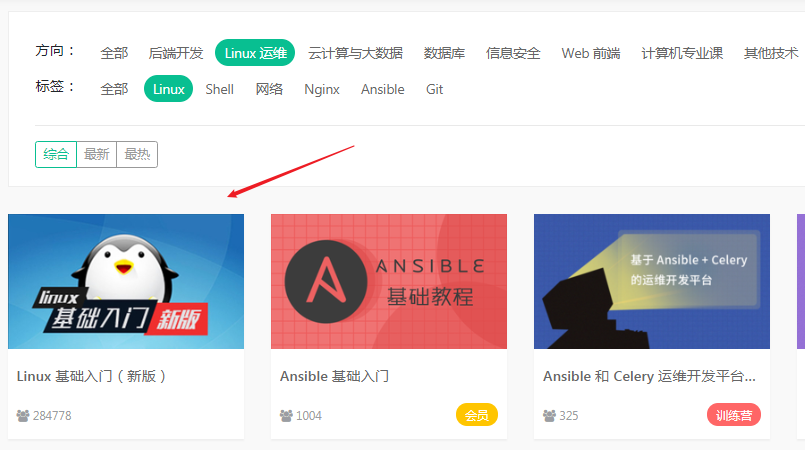 方向： 全部 后端开发 Linux 运维 云计算与大数据 数据库 信息安全 Web 前端 计算机专业课 其他技术
标签： 全部 Linux Shell 网络 Nginx Ansible Git
综合 最新 最热
linux
基础入门 新版
ANSIBLE
基础教程
基于 Ansible + Celery
的运维开发平台
Linux 基础入门（新版） Ansible 基础入门 Ansible 和 Celery 运维开发平台...
284778 1004 会员 325 训练营